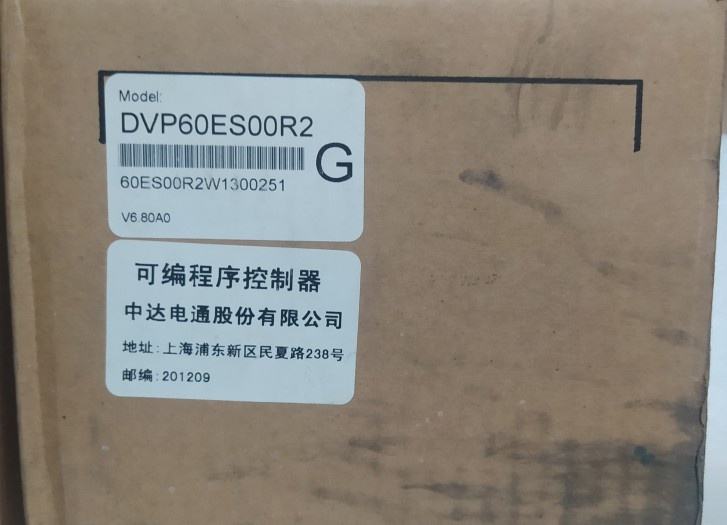 Model:
DVP60ES00R2
G
60ES00R2W1300251
V6.80A0
可编程序控制器
中达电通股份有限公司
地址:上海浦东新区民夏路238号
邮编:201209